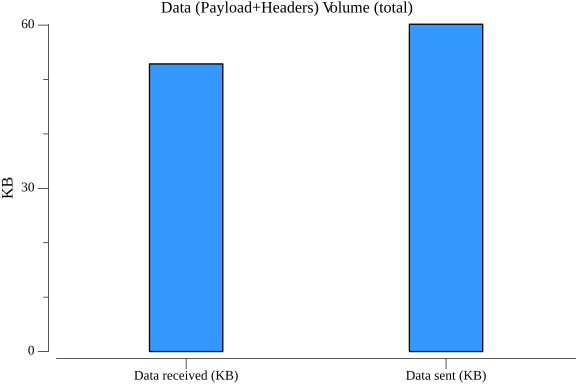 Data (Payload+Headers) Volume (total)
60
30
0
KB
Data received (KB)
Data sent (KB)